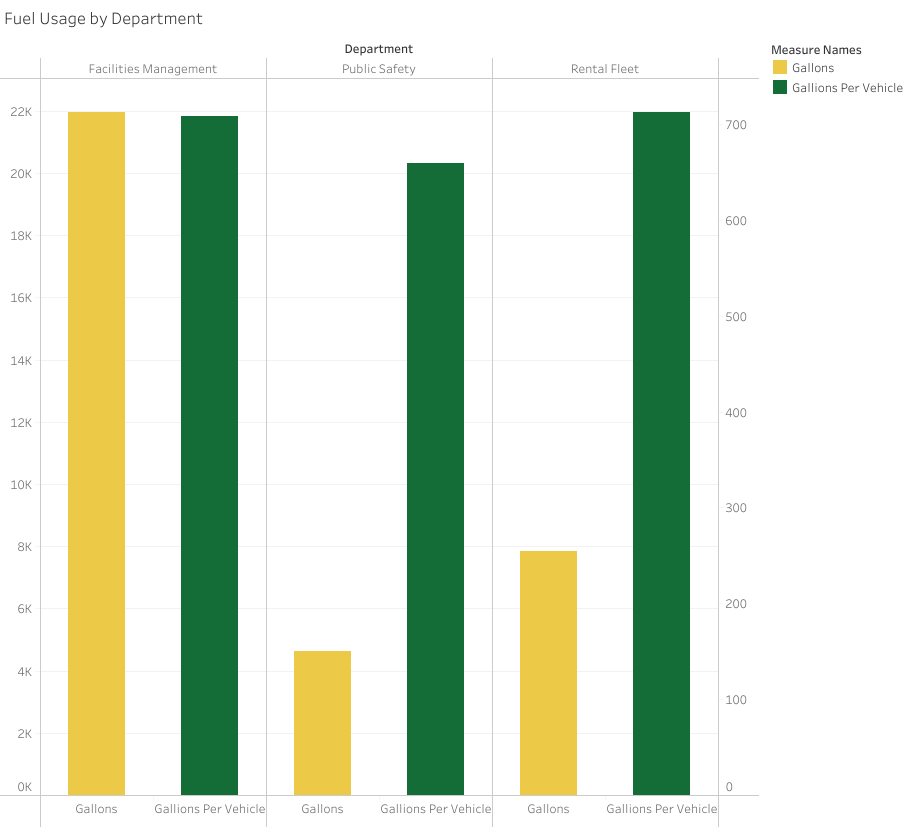 Fuel Usage by Department
Department
Facilities Management
Public Safety
Rental Fleet
22K
20K
18K
16K
14K
12K
10K
8K
6K
4K
2K
0K
700
600
500
400
300
200
100
0
Gallons
Gallions Per Vehicle
Gallons
Gallions Per Vehicle
Gallons
Gallions Per Vehicle
Measure Names
Gallons
Gallions Per Vehicle